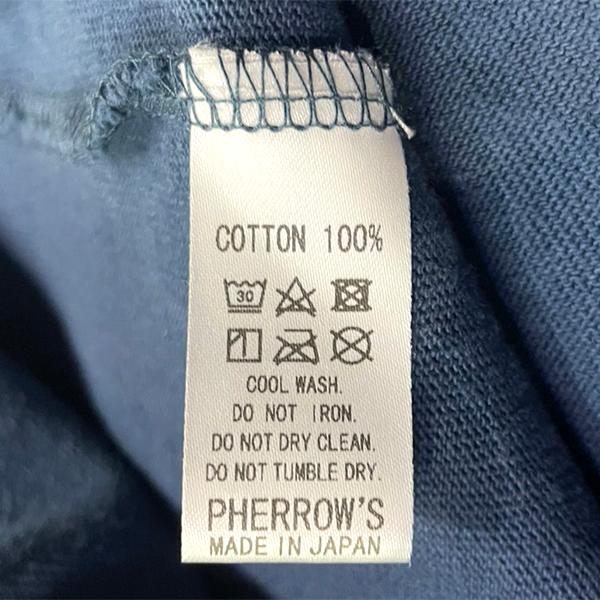 COTTON 100%
30
COOL WASH.
DO NOT IRON.
DO NOT DRY CLEAN.
DO NOT TUMBLE DRY.
PHERROW'S
MADE IN JAPAN